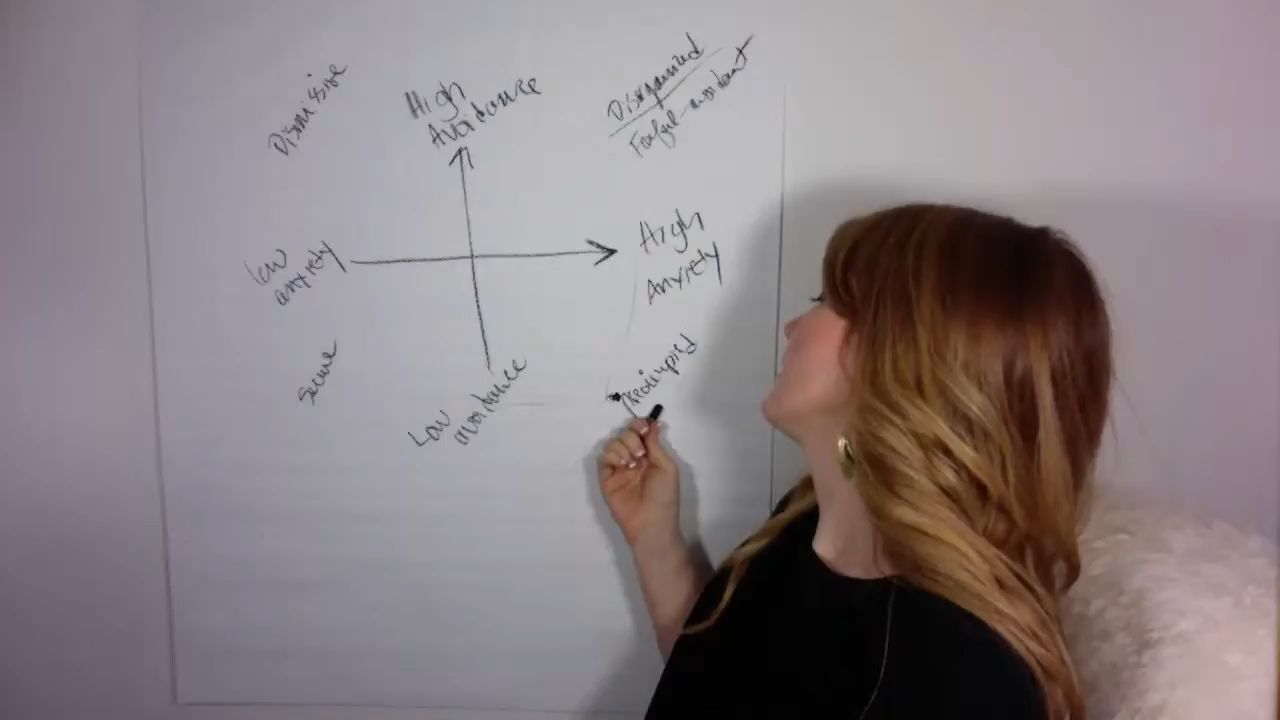 Dismissive
High
Avoidance
Disorganized
Fearful-avoidant
low
anxiety
High
Anxiety
Secure
Low
avoidance
Preoccupied